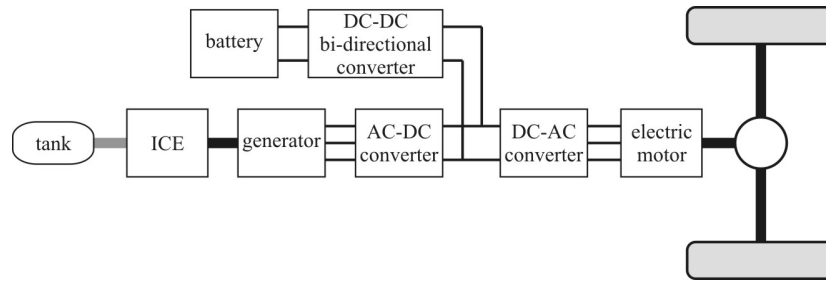 battery
DC-DC
bi-directional
converter
tank
ICE
generator
AC-DC
converter
DC-AC
converter
electric
motor